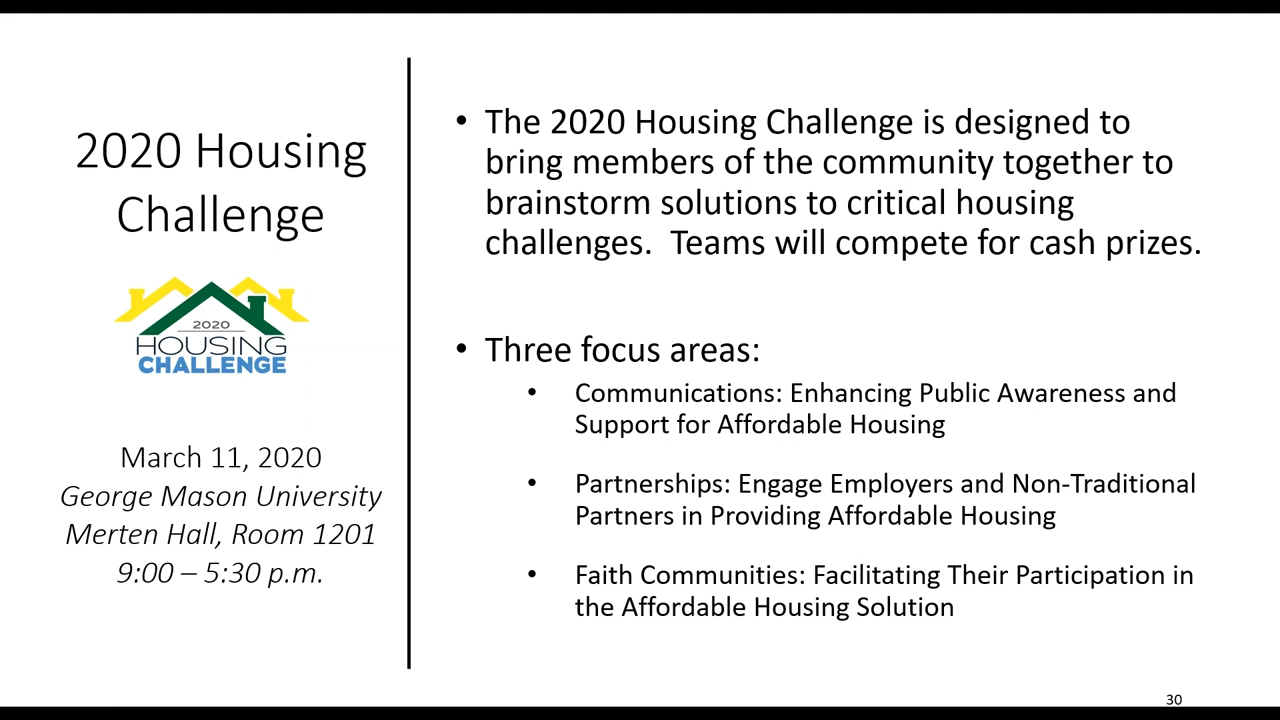 2020 Housing
Challenge
2020
HOUSING
CHALLENGE
March 11, 2020
George Mason University
Merten Hall, Room 1201
9:00 – 5:30 p.m.
• The 2020 Housing Challenge is designed to
bring members of the community together to
brainstorm solutions to critical housing
challenges.  Teams will compete for cash prizes.
• Three focus areas:
• Communications: Enhancing Public Awareness and
Support for Affordable Housing
• Partnerships: Engage Employers and Non-Traditional
Partners in Providing Affordable Housing
• Faith Communities: Facilitating Their Participation in
the Affordable Housing Solution
30